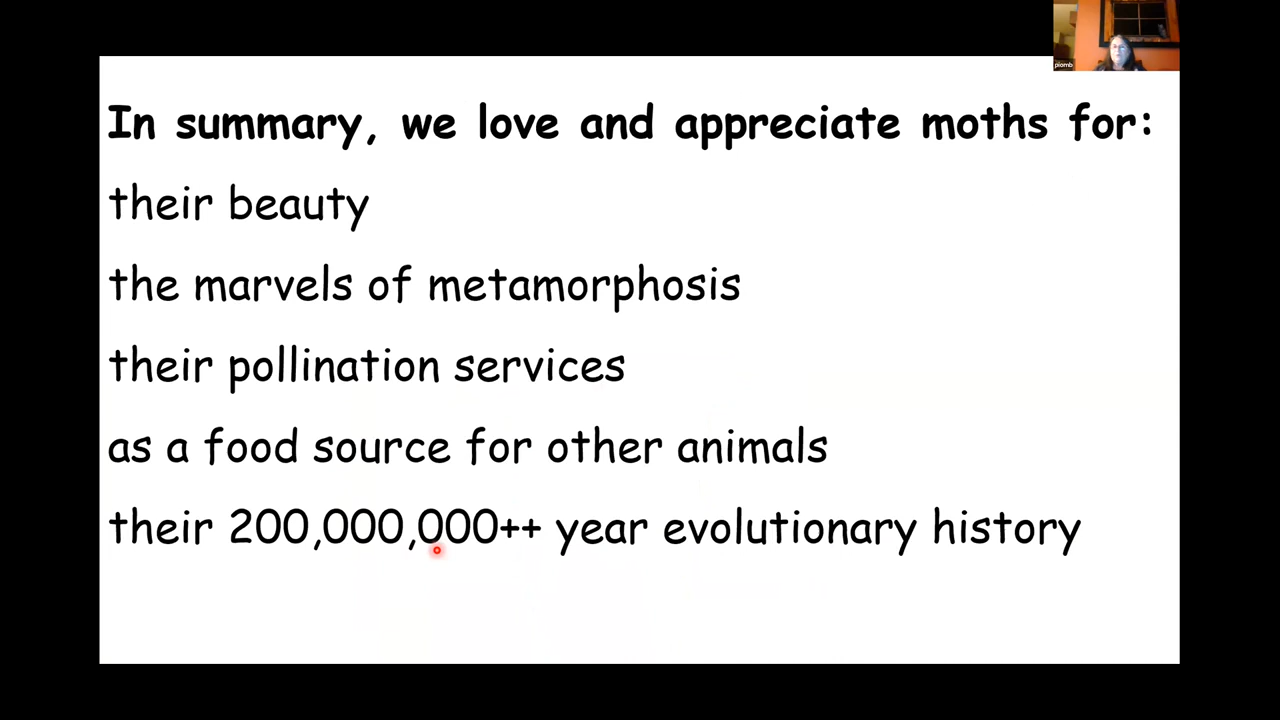 piomb
In summary, we love and appreciate moths for:
their beauty
the marvels of metamorphosis
their pollination services
as a food source for other animals
their 200,000,000++ year evolutionary history